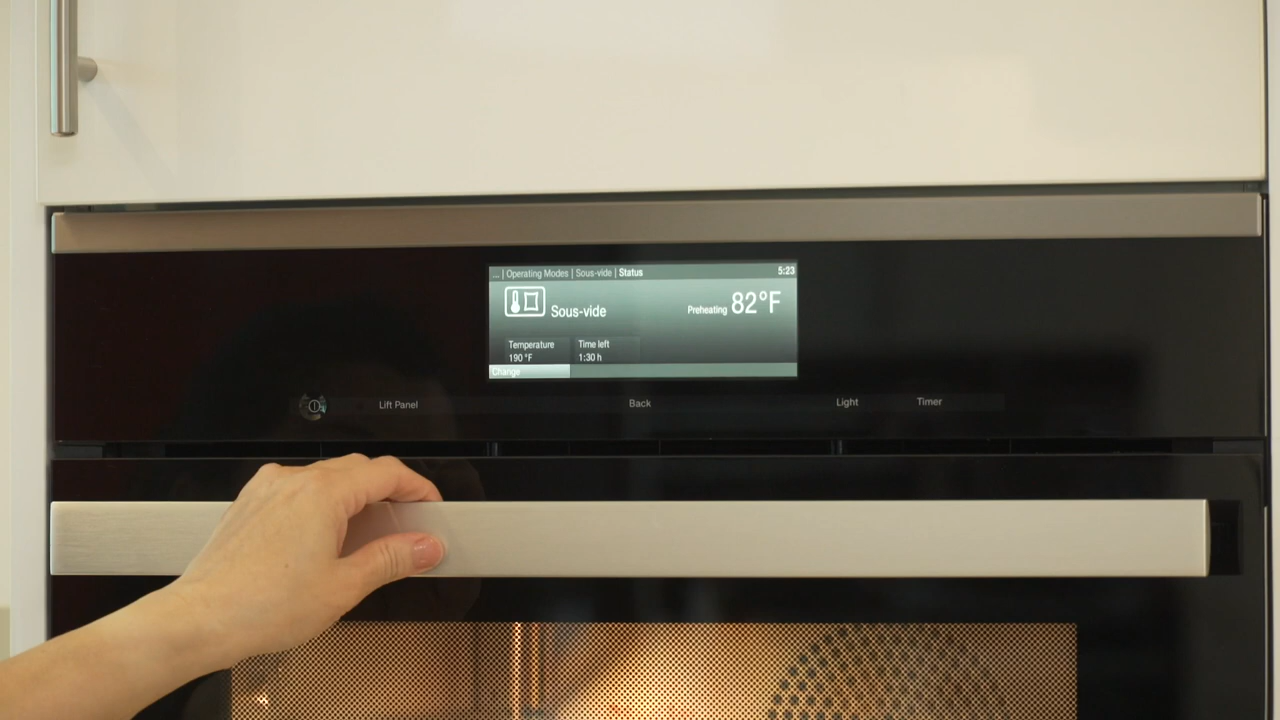 ... | Operating Modes | Sous-vide | Status 5:23
Sous-vide Preheating 82°F
Temperature Time left
190 °F 1:30 h
Change
Lift Panel Back Light Timer